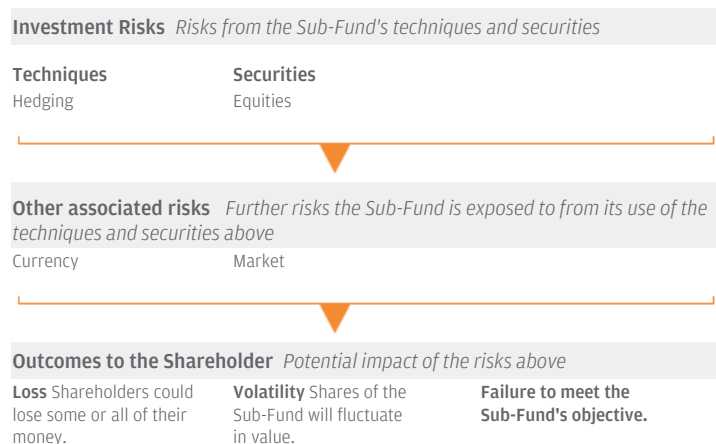 Investment Risks Risks from the Sub-Fund's techniques and securities
Techniques Securities
Hedging Equities
Other associated risks Further risks the Sub-Fund is exposed to from its use of the
techniques and securities above
Currency Market
Outcomes to the Shareholder Potential impact of the risks above
Loss Shareholders could
lose some or all of their
money.
Volatility Shares of the
Sub-Fund will fluctuate
in value.
Failure to meet the
Sub-Fund's objective.